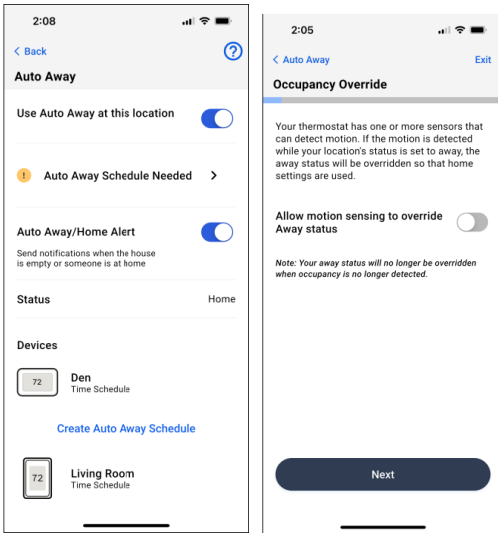 2:08
< Back
?
Auto Away
Use Auto Away at this location
! Auto Away Schedule Needed >
Auto Away/Home Alert
Send notifications when the house
is empty or someone is at home
Status Home
Devices
72
Den
Time Schedule
Create Auto Away Schedule
72
Living Room
Time Schedule
2:05
< Auto Away Exit
Occupancy Override
Your thermostat has one or more sensors that
can detect motion. If the motion is detected
while your location's status is set to away, the
away status will be overridden so that home
settings are used.
Allow motion sensing to override
Away status
Note: Your away status will no longer be overridden
when occupancy is no longer detected.
Next